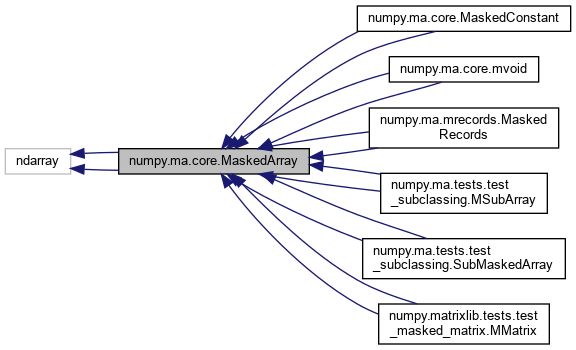 numpy.ma.core.MaskedConstant
numpy.ma.core.mvoid
numpy.ma.mrecords.Masked
Records
ndarray
numpy.ma.core.MaskedArray
numpy.ma.tests.test
_subclassing.MSubArray
numpy.ma.tests.test
_subclassing.SubMaskedArray
numpy.matrixlib.tests.test
_masked_matrix.MMatrix